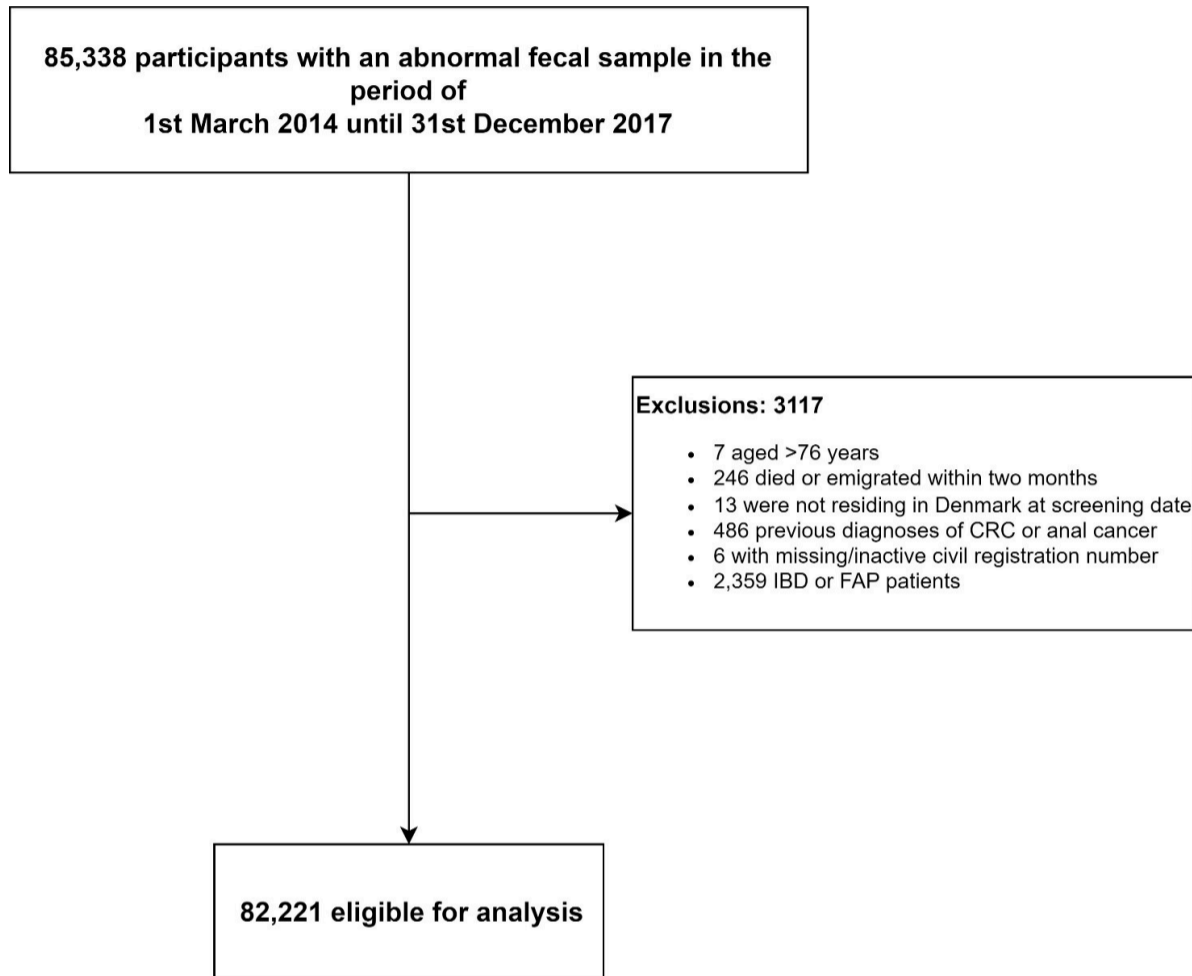 85,338 participants with an abnormal fecal sample in the
period of
1st March 2014 until 31st December 2017
Exclusions: 3117
• 7 aged >76 years
• 246 died or emigrated within two months
• 13 were not residing in Denmark at screening date
• 486 previous diagnoses of CRC or anal cancer
• 6 with missing/inactive civil registration number
• 2,359 IBD or FAP patients
82,221 eligible for analysis